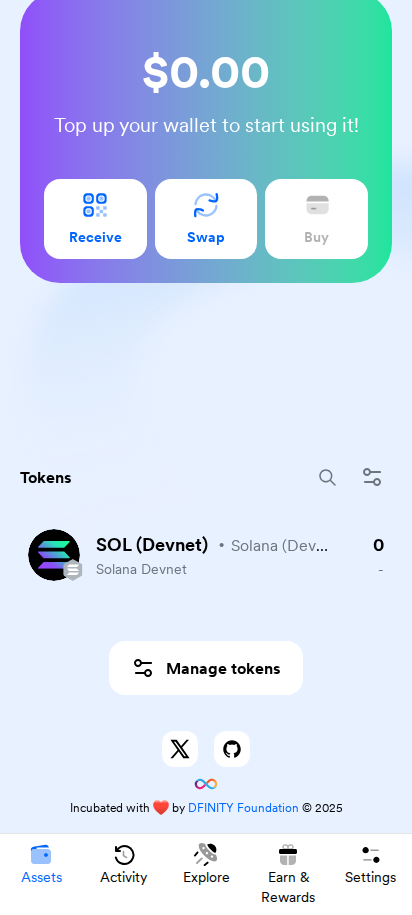 $0.00
Top up your wallet to start using it!
Receive
Swap
Buy
Tokens
SOL (Devnet) • Solana (Dev... 0
Solana Devnet -
Manage tokens
Incubated with ❤️ by DFINITY Foundation © 2025
Assets
Activity
Explore
Earn &
Rewards
Settings